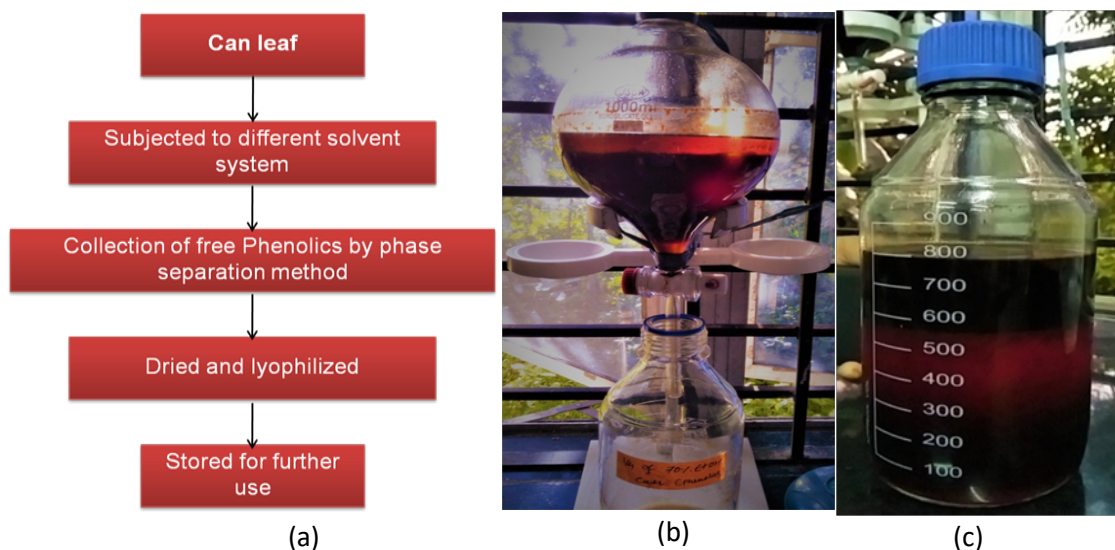 Can leaf
Subjected to different solvent
system
Collection of free Phenolics by phase
separation method
Dried and lyophilized
Stored for further
use
(a)
1000ml
70%
(b)
900
800
700
600
500
400
300
200
100
(c)